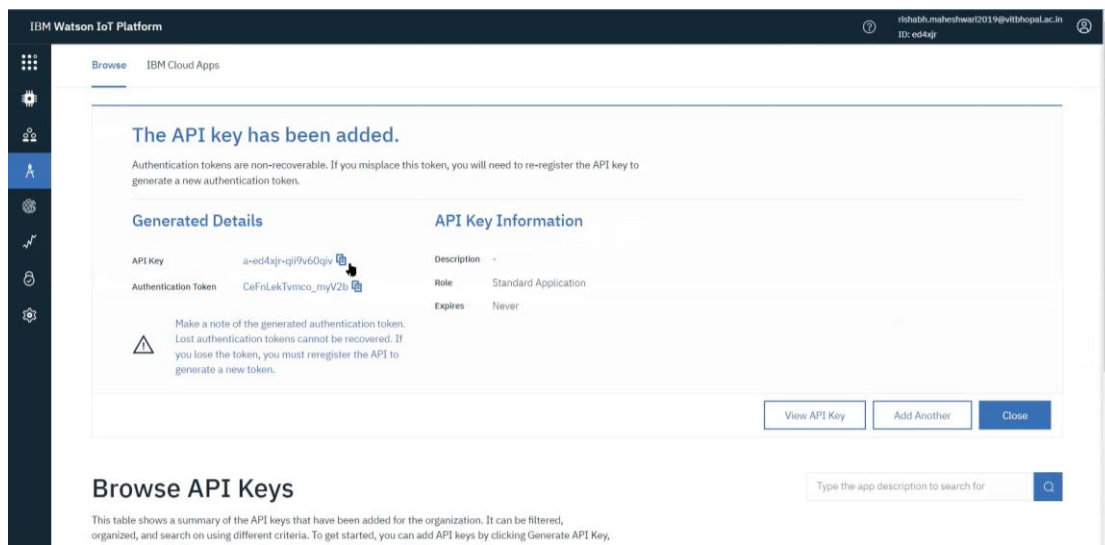 IBM Watson IoT Platform
rishabh.maheshwari2019@vitbhopal.ac.in
ID: ed4xjr
Browse IBM Cloud Apps
The API key has been added.
Authentication tokens are non-recoverable. If you misplace this token, you will need to re-register the API key to
generate a new authentication token.
Generated Details
API Key a-ed4xjr-qil9v60qiv
Authentication Token CeFnLekTvmco_myV2b
Make a note of the generated authentication token.
Lost authentication tokens cannot be recovered. If
you lose the token, you must reregister the API to
generate a new token.
API Key Information
Description -
Role Standard Application
Expires Never
View API Key Add Another Close
Browse API Keys
Type the app description to search for
This table shows a summary of the API keys that have been added for the organization. It can be filtered,
organized, and search on using different criteria. To get started, you can add API keys by clicking Generate API Key,